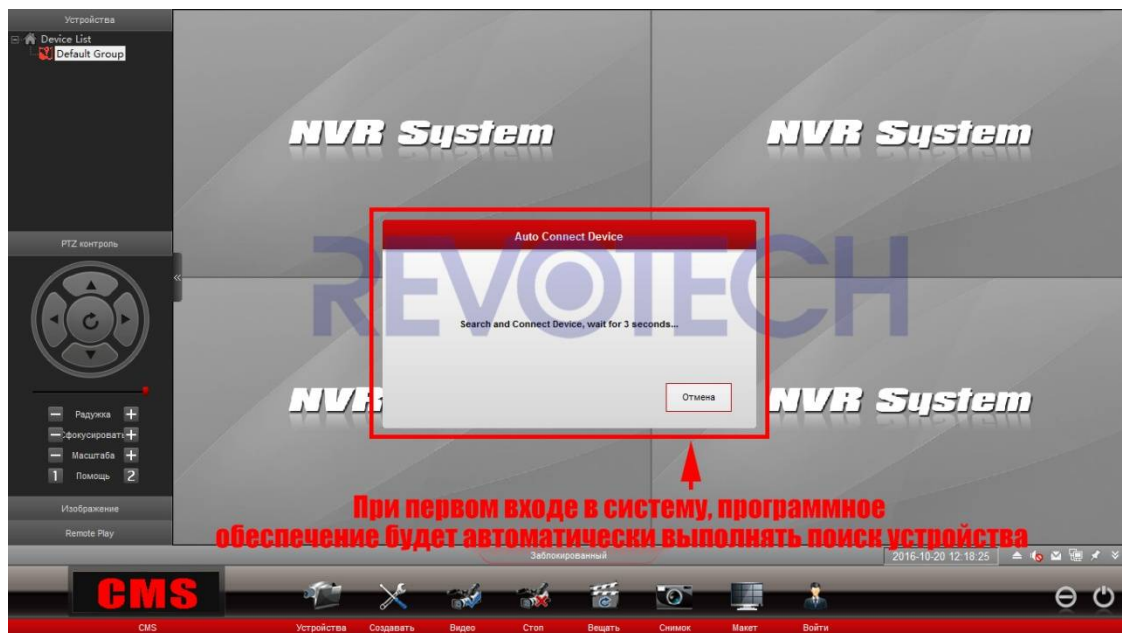 Устройства
Device List
Default Group
NVR System
NVR System
PTZ контроль
Auto Connect Device
REVOTECH
Search and Connect Device, wait for 3 seconds...
Отмена
NVR
NVR System
Радужка
Сфокусировать
Масштаба
1 Помощь 2
Изображение
Remote Play
При первом входе в систему, программное
обеспечение будет автоматически выполнять поиск устройства
Заблокированный
2016-10-20 12:18:25
CMS
CMS
Устройства Создавать Видео Стоп Вещать Снимок Макет Войти